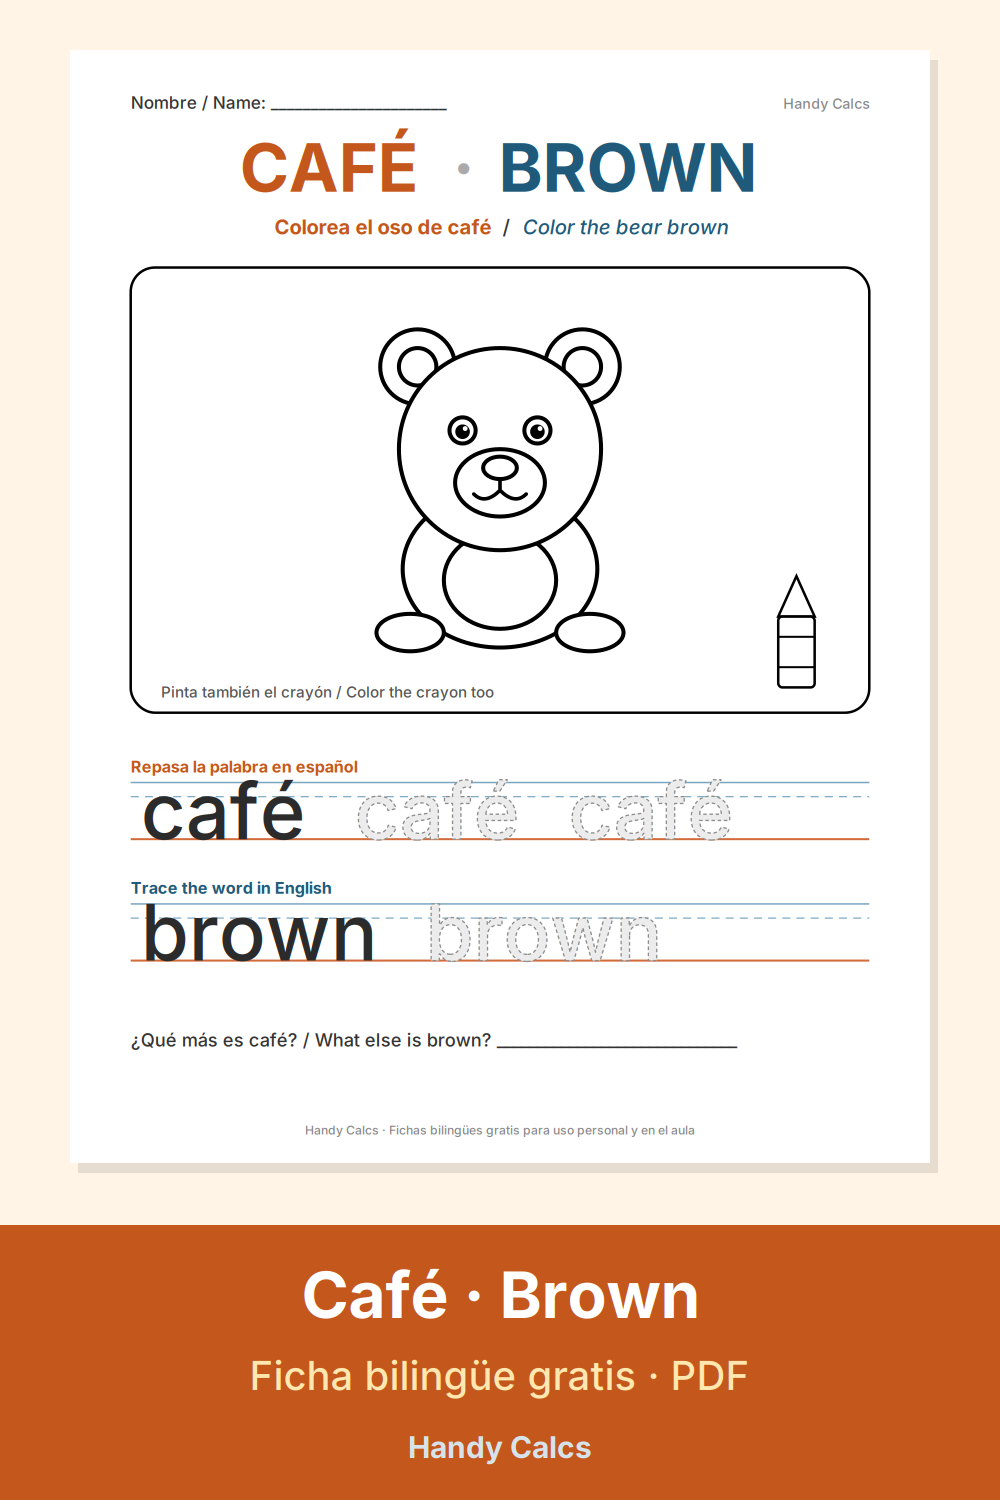 Nombre / Name: ____________________ Handy Calcs
CAFÉ · BROWN
Colorea el oso de café / Color the bear brown
Pinta también el crayón / Color the crayon too
Repasa la palabra en español
café café café
Trace the word in English
brown brown
¿Qué más es café? / What else is brown? ________________________
Handy Calcs · Fichas bilingües gratis para uso personal y en el aula
Café · Brown
Ficha bilingüe gratis · PDF
Handy Calcs